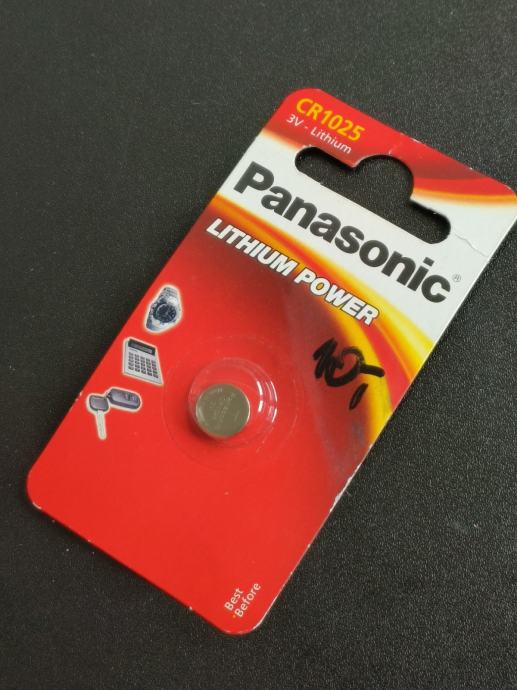 CR1025
3V - Lithium
Panasonic®
LITHIUM POWER
Best
Before